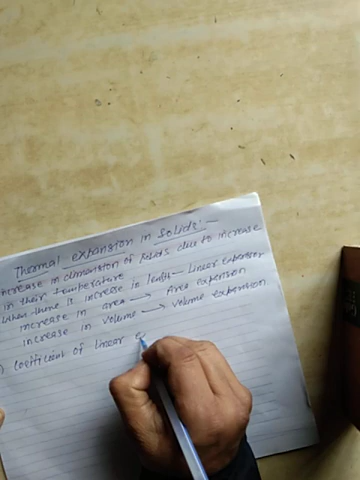 Thermal expansion in Solids:-
increase in dimension of solids due to increase
in their temperature
When there is increase in length - Linear expansion
increase in area → Area expansion
increase in volume → Volume expansion
) Coefficient of linear e